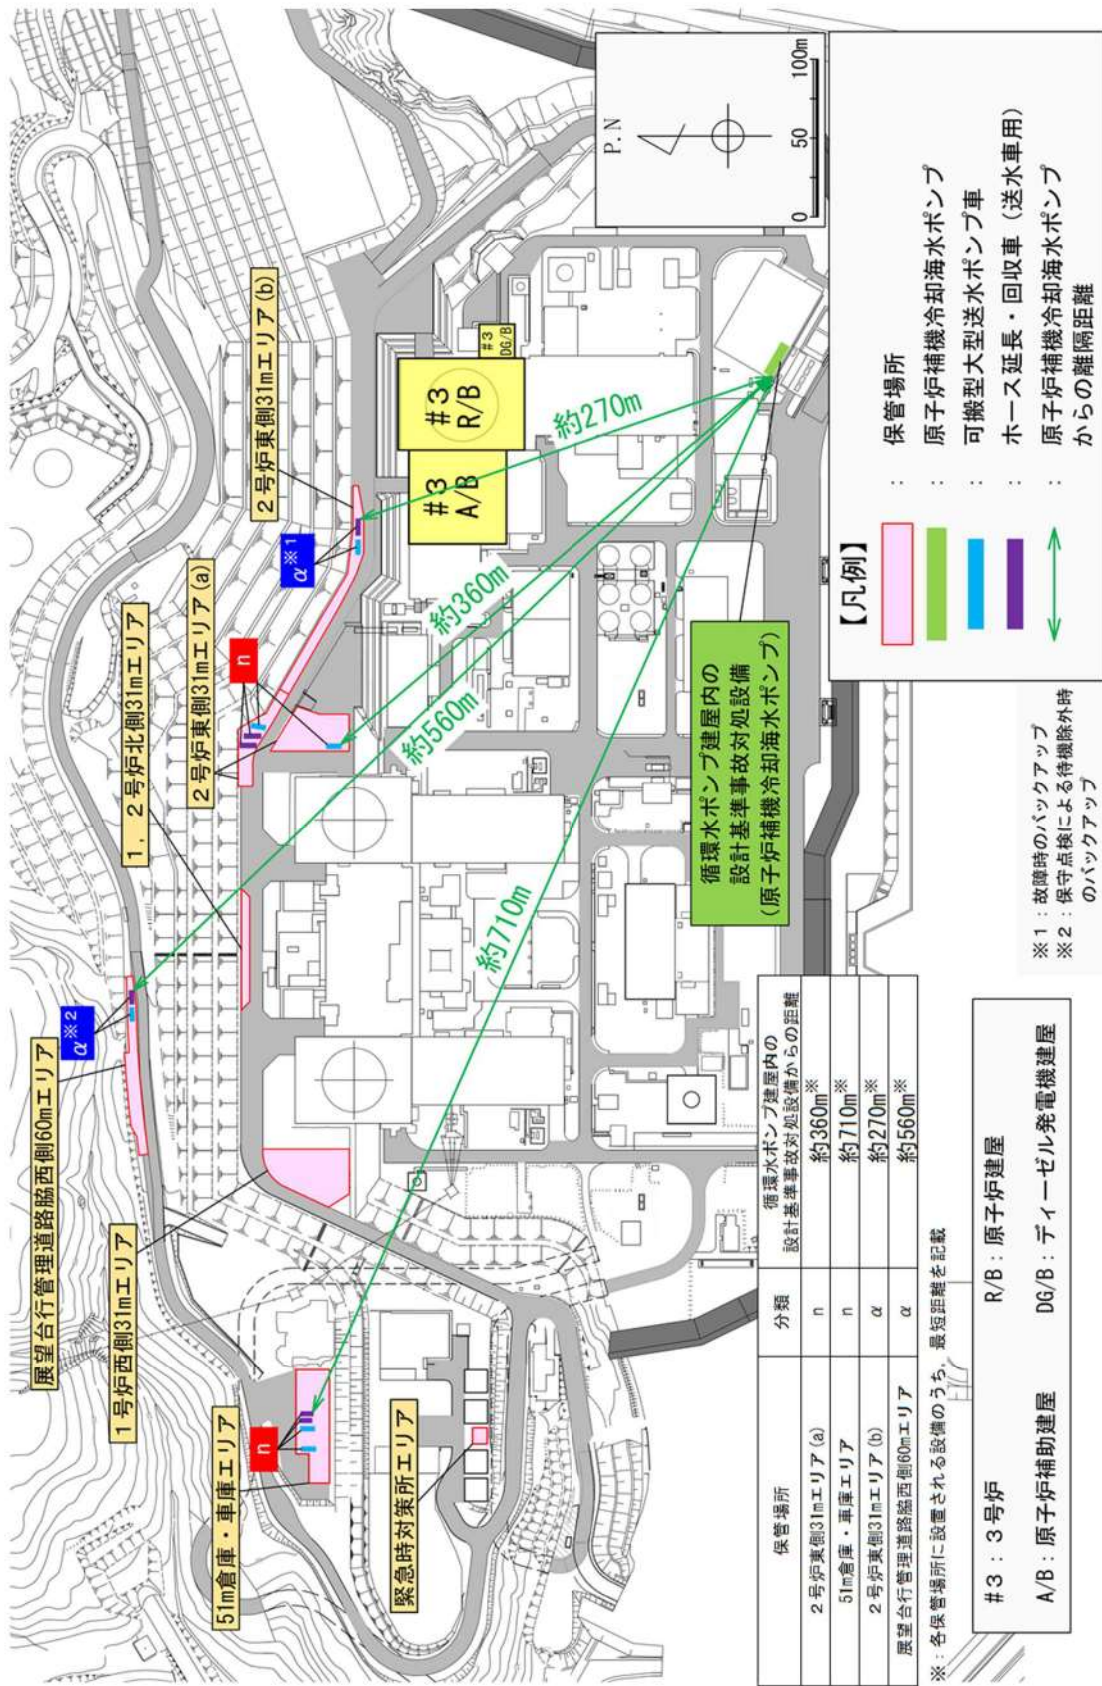 展望台行管理道路脇西側60mエリア
1,2号炉北側31mエリア
2号炉東側31mエリア(a)
2号炉東側31mエリア(b)
1号炉西側31mエリア
51m倉庫・車庫エリア
緊急時対策所エリア
α※2
n
α※1
n
約710m
約560m
約360m
約270m
#3
A/B
#3
R/B
#3
DG/B
循環水ポンプ建屋内の
設計基準事故対処設備
(原子炉補機冷却海水ポンプ)
P.N
0 50 100m
【凡例】
： 保管場所
： 原子炉補機冷却海水ポンプ
： 可搬型大型送水ポンプ車
： ホース延長・回収車（送水車用）
： 原子炉補機冷却海水ポンプ
からの離隔距離
※1：故障時のバックアップ
※2：保守点検による待機除外時
のバックアップ
保管場所 分類 循環水ポンプ建屋内の
設計基準事故対処設備からの距離
2号炉東側31mエリア(a) n 約360m※
51m倉庫・車庫エリア n 約710m※
2号炉東側31mエリア(b) α 約270m※
展望台行管理道路脇西側60mエリア α 約560m※
※：各保管場所に設置される設備のうち，最短距離を記載
#3：3号炉 R/B：原子炉建屋
A/B：原子炉補助建屋 DG/B：ディーゼル発電機建屋